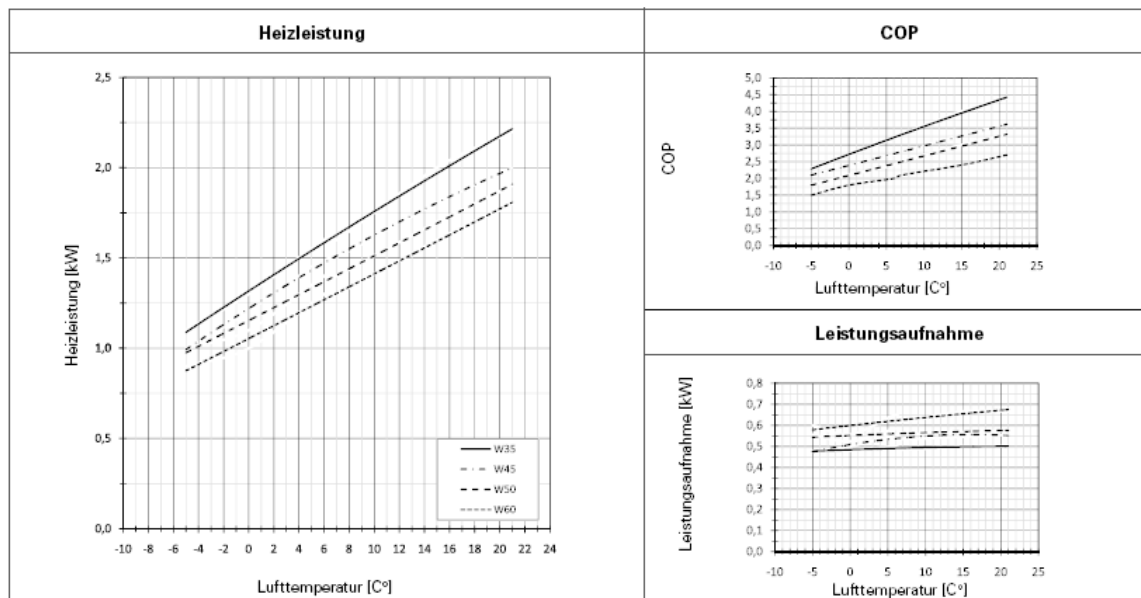 Heizleistung
2,5
2,0
1,5
1,0
0,5
0,0
Heizleistung [kW]
-10 -8 -6 -4 -2 0 2 4 6 8 10 12 14 16 18 20 22 24
Lufttemperatur [C°]
W35
W45
W50
W60
COP
5,0
4,5
4,0
3,5
3,0
2,5
2,0
1,5
1,0
0,5
0,0
COP
-10 -5 0 5 10 15 20 25
Lufttemperatur [C°]
Leistungsaufnahme
0,8
0,7
0,6
0,5
0,4
0,3
0,2
0,1
0,0
Leistungsaufnahme [kW]
-10 -5 0 5 10 15 20 25
Lufttemperatur [C°]